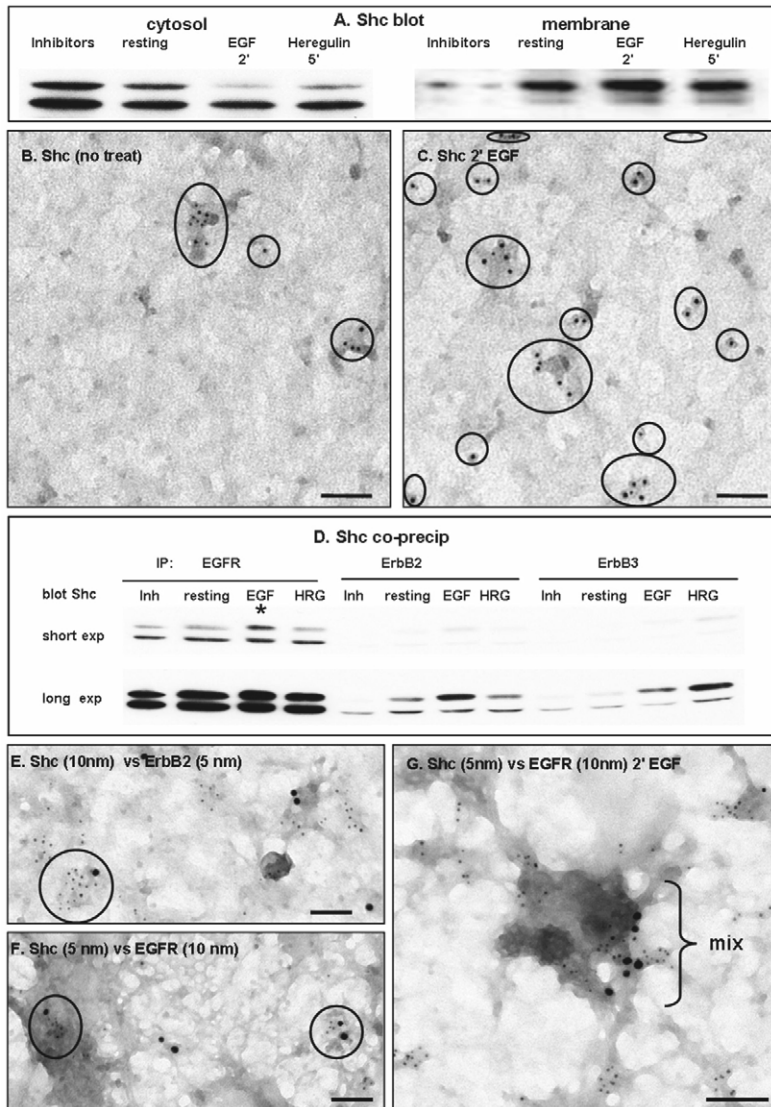 A. Shc blot
cytosol membrane
Inhibitors resting EGF 2' Heregulin 5' Inhibitors resting EGF 2' Heregulin 5'
B. Shc (no treat)
C. Shc 2' EGF
D. Shc co-precip
IP: EGFR ErbB2 ErbB3
blot Shc Inh resting EGF HRG Inh resting EGF HRG Inh resting EGF HRG
*
short exp
long exp
E. Shc (10nm) vs ErbB2 (5 nm)
G. Shc (5nm) vs EGFR (10nm) 2' EGF
mix
F. Shc (5 nm) vs EGFR (10 nm)